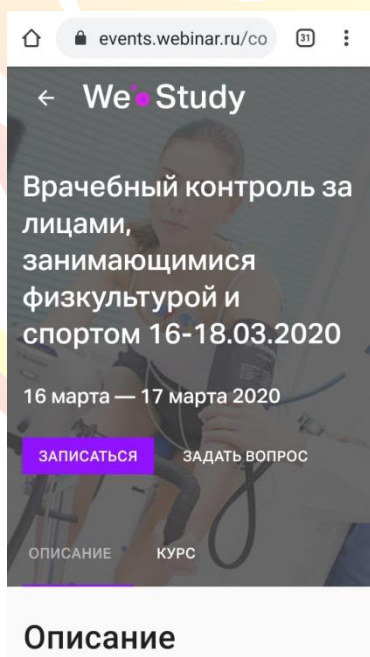 events.webinar.ru/co
31
We Study
Врачебный контроль за
лицами,
занимающимися
физкультурой и
спортом 16-18.03.2020
16 марта — 17 марта 2020
ЗАПИСАТЬСЯ ЗАДАТЬ ВОПРОС
ОПИСАНИЕ КУРС
Описание